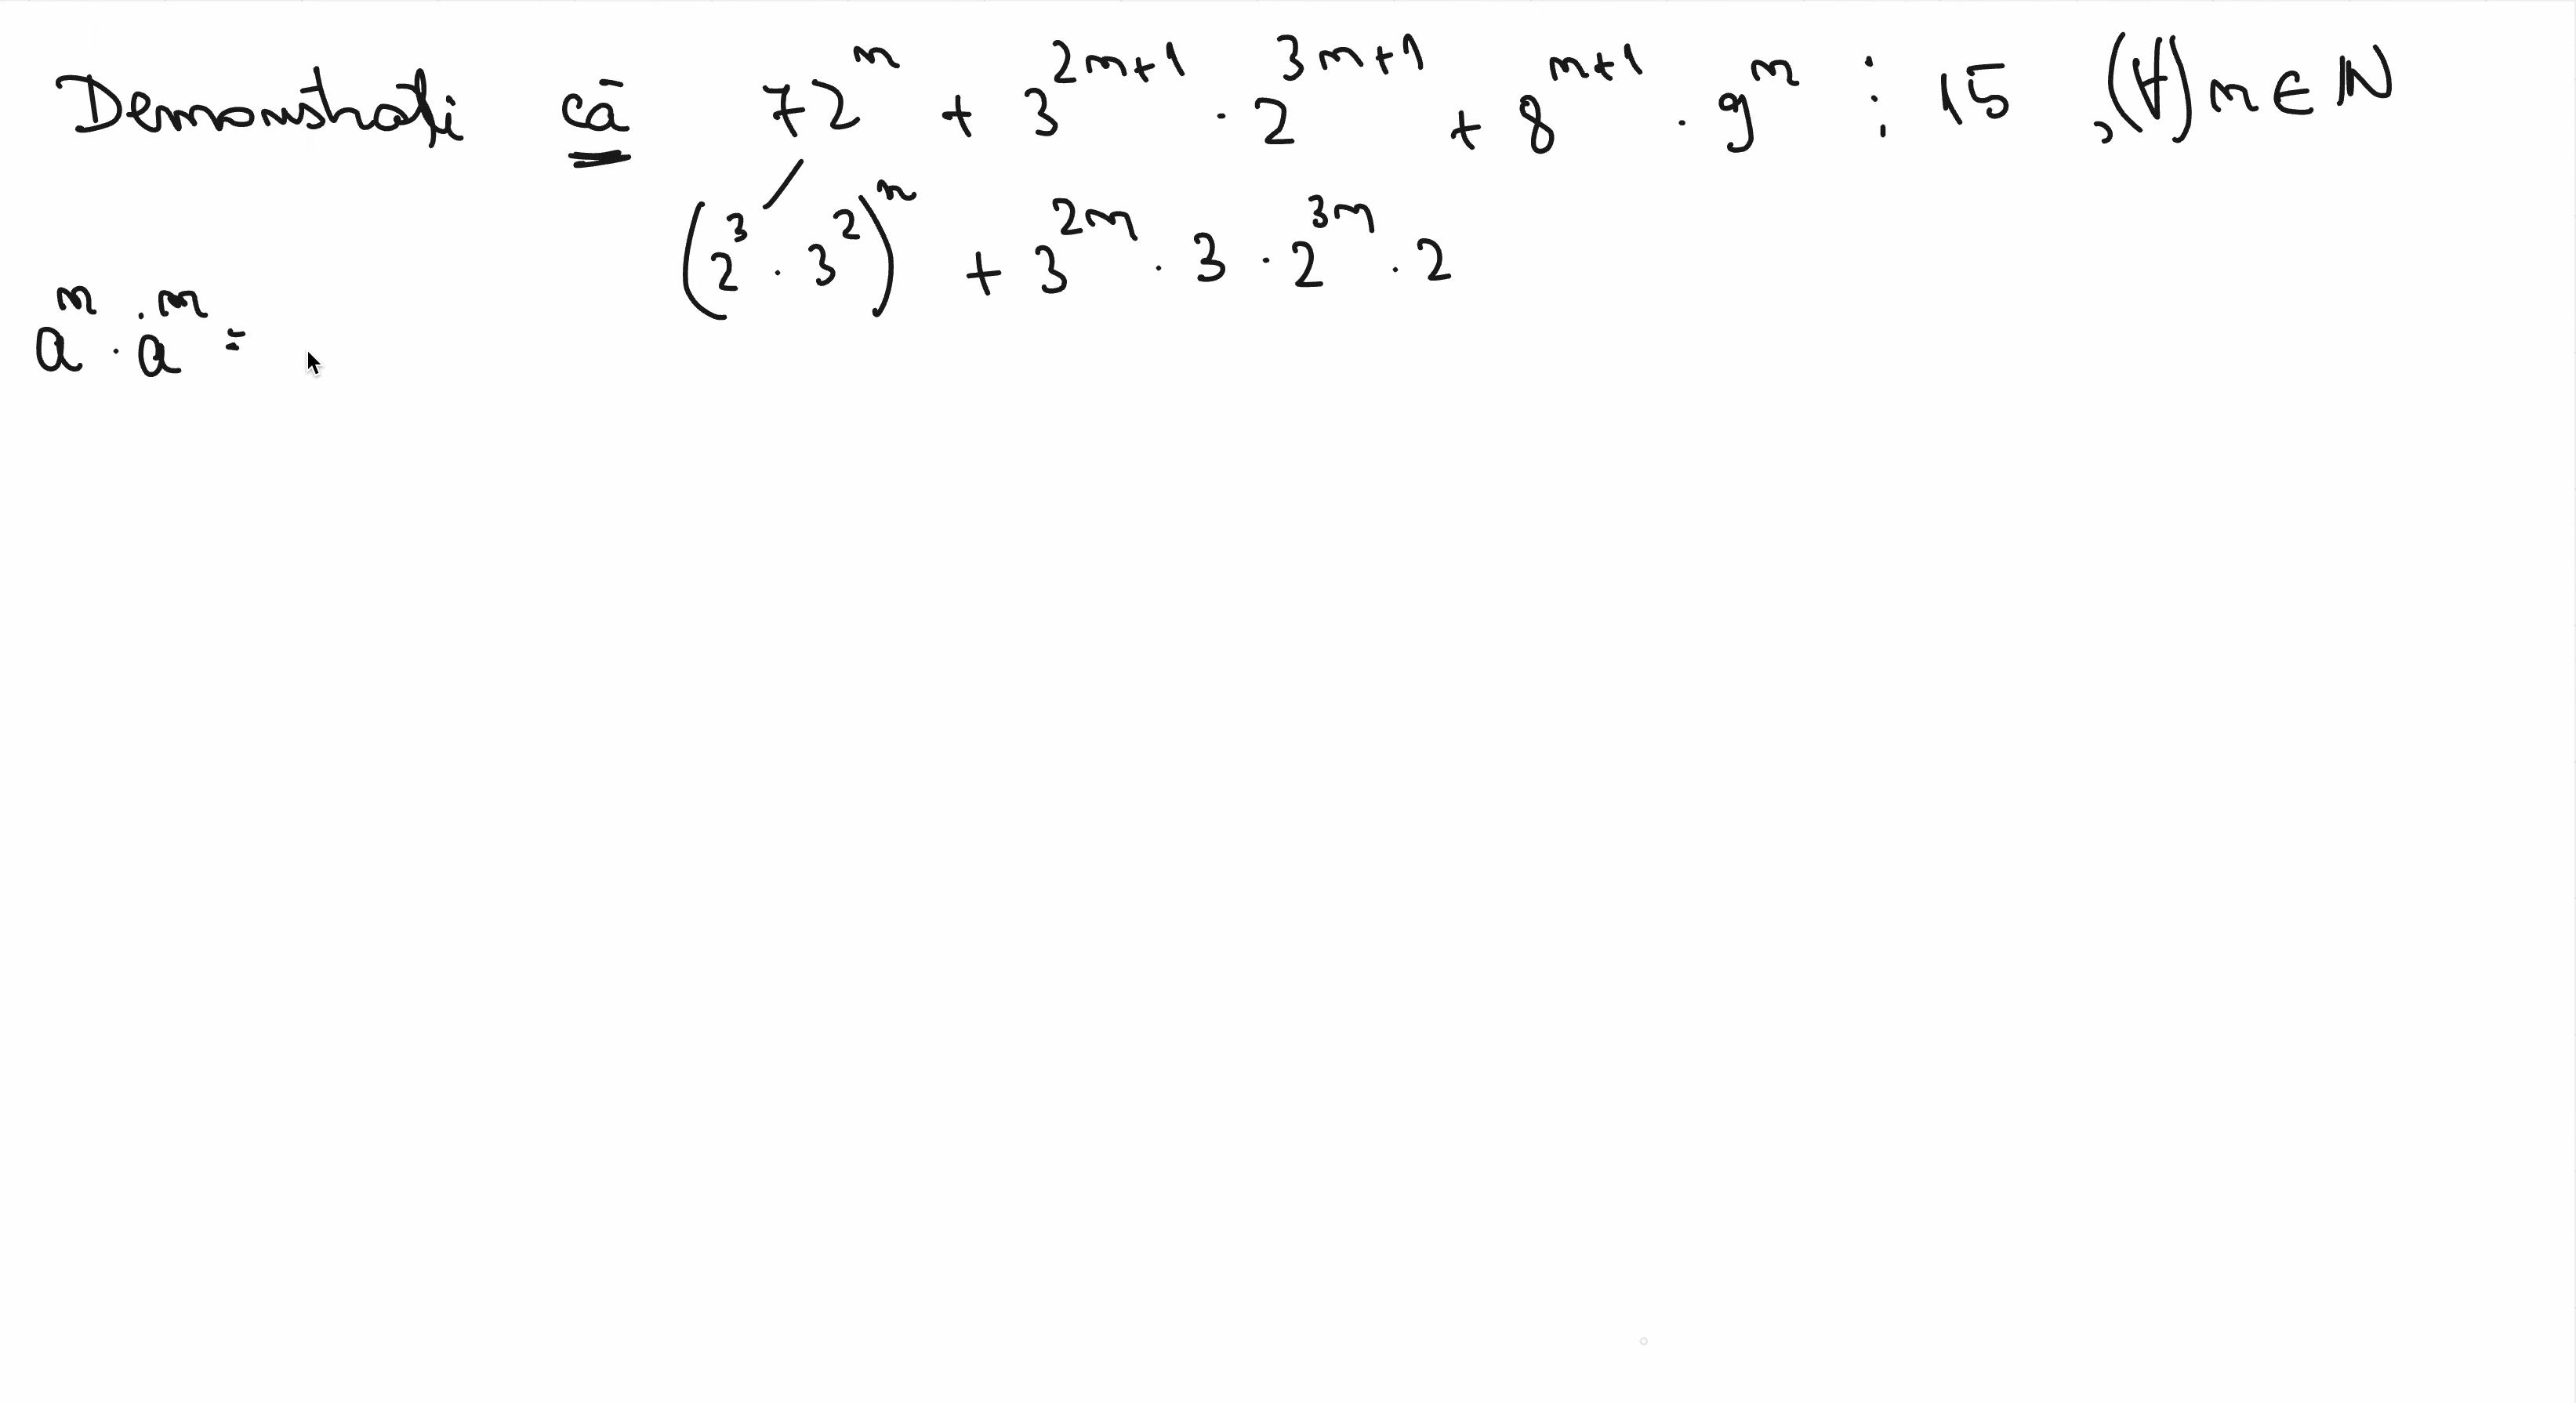 Demonstrați că 72^n + 3^{2n+1} · 2^{3n+1} + 8^{n+1} · 9^n ⋮ 15 , (∀) n ∈ ℕ
(2^3 · 3^2)^n + 3^{2n} · 3 · 2^{3n} · 2
a^m · a^n =